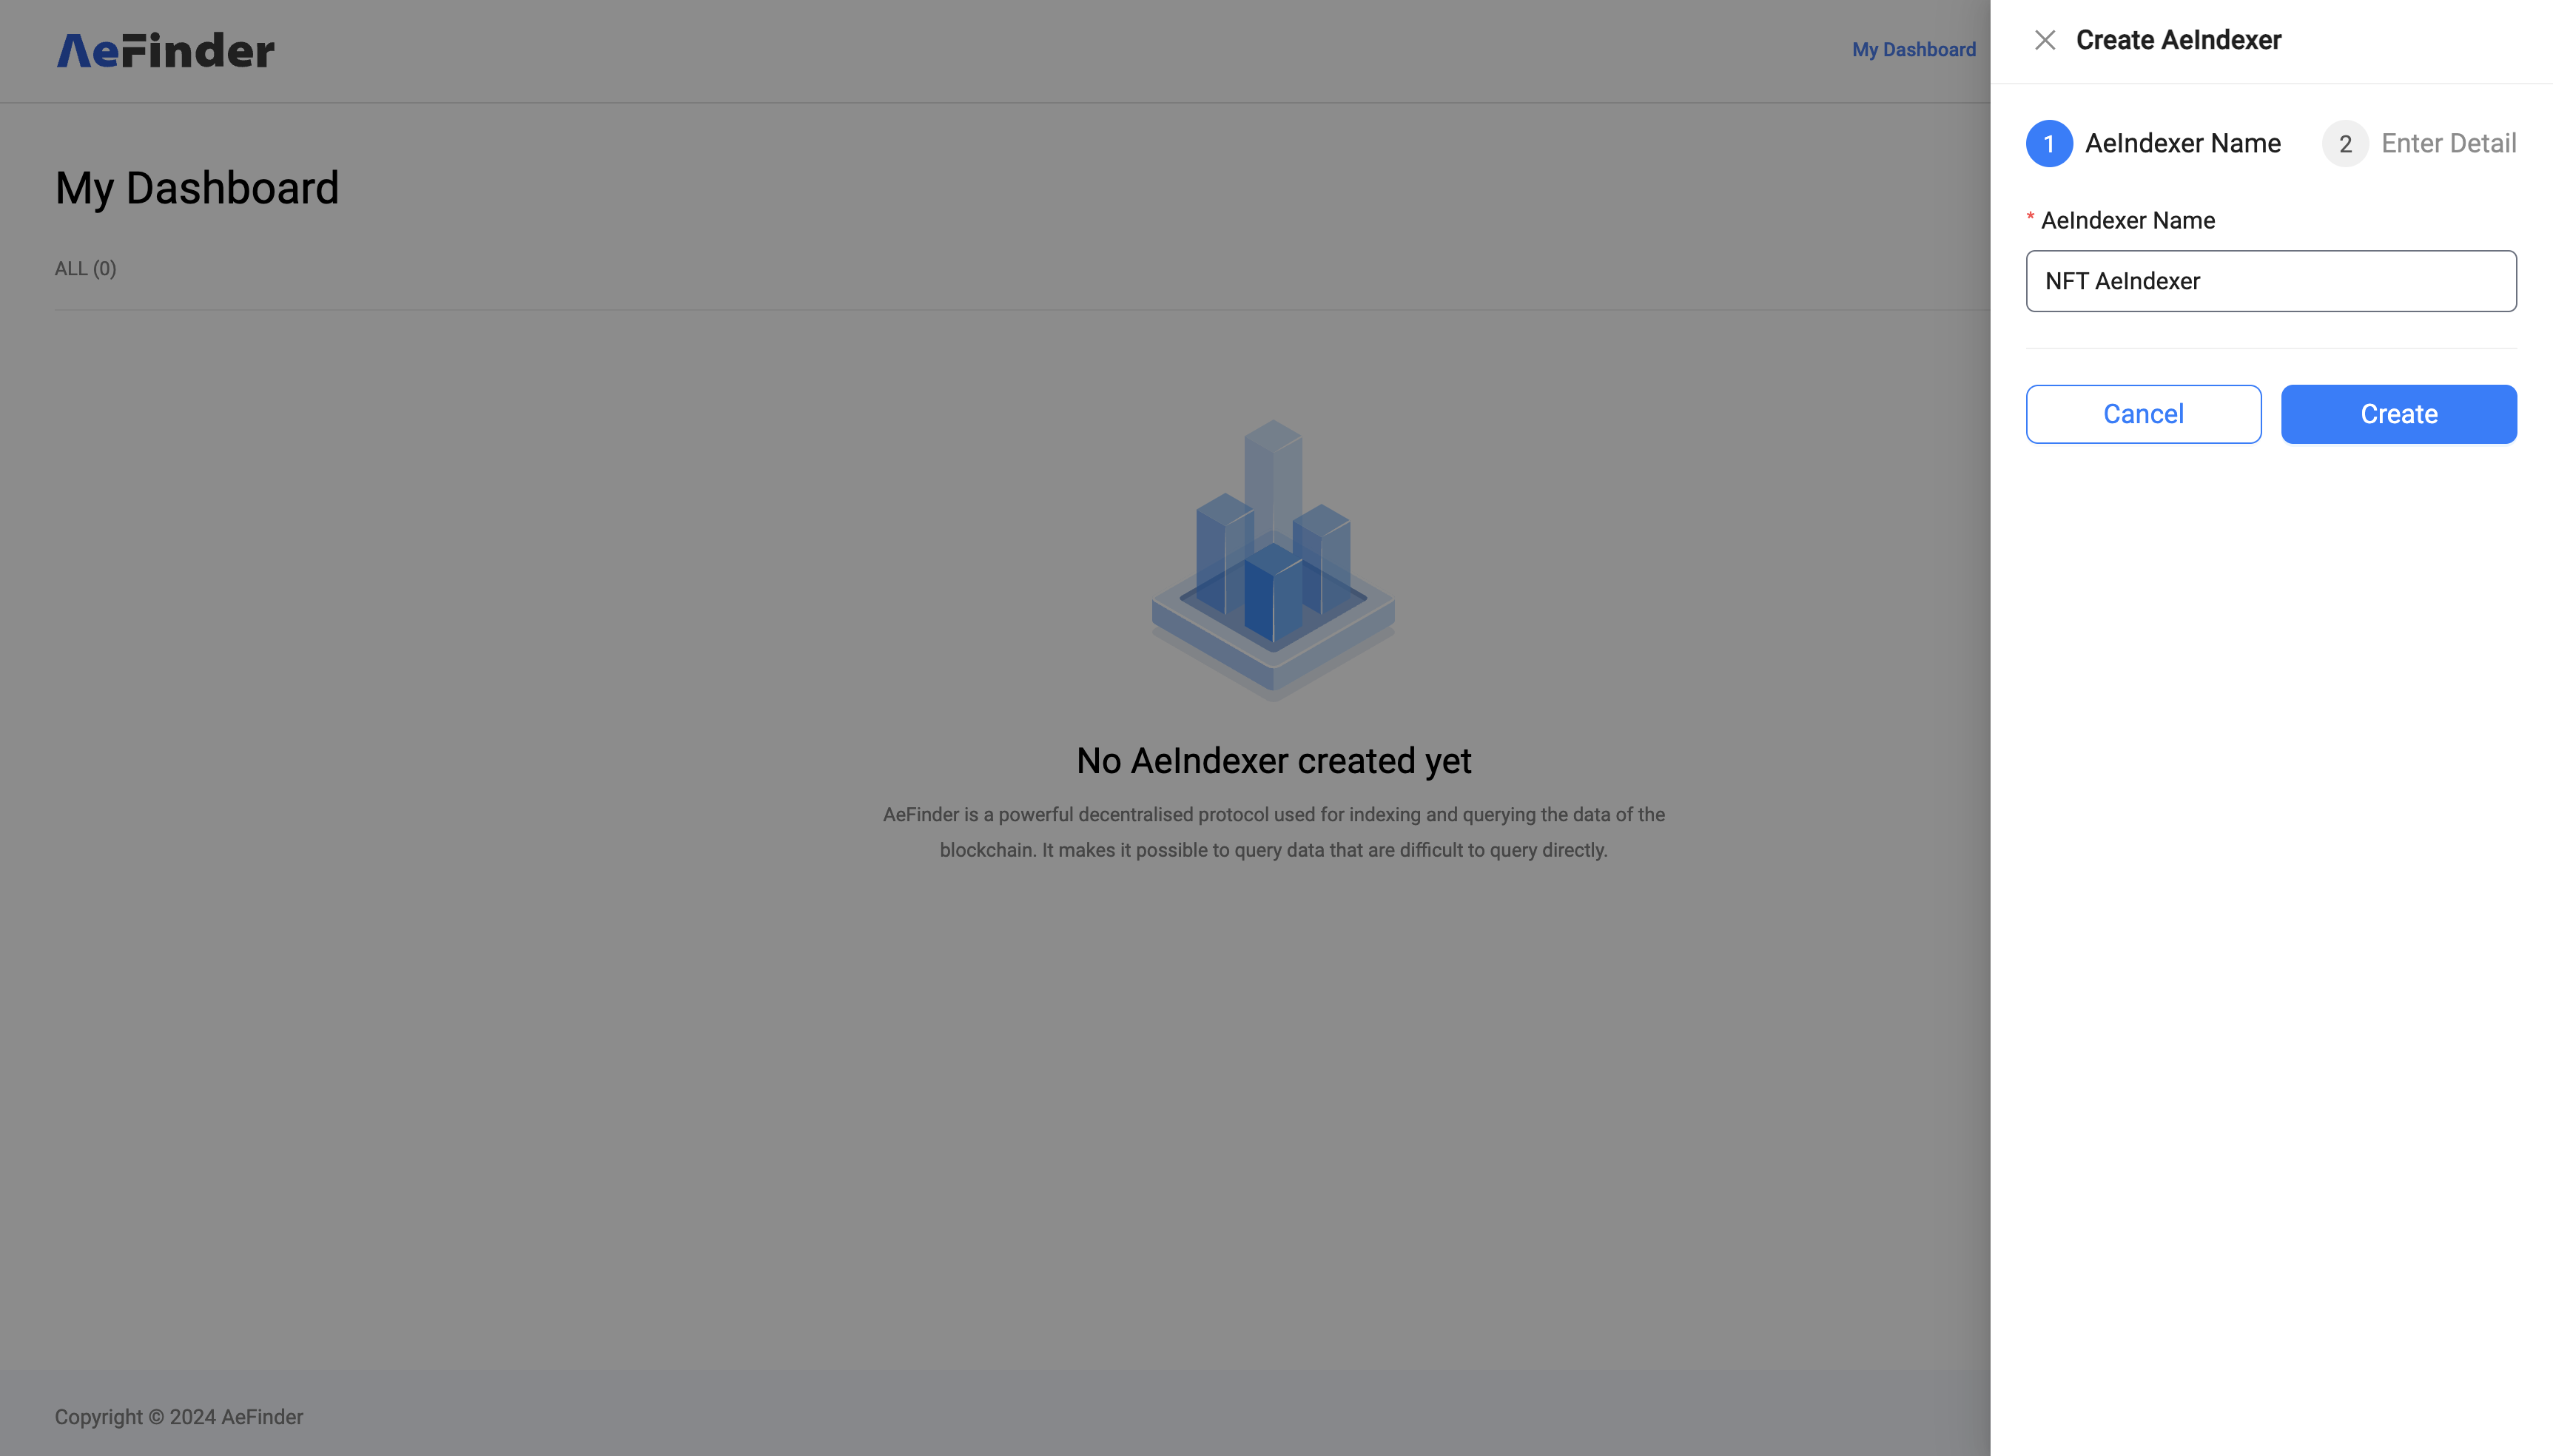 AeFinder
My Dashboard
My Dashboard
ALL (0)
No AeIndexer created yet
AeFinder is a powerful decentralised protocol used for indexing and querying the data of the
blockchain. It makes it possible to query data that are difficult to query directly.
Copyright © 2024 AeFinder
Create AeIndexer
1 AeIndexer Name 2 Enter Detail
* AeIndexer Name
NFT AeIndexer
Cancel Create